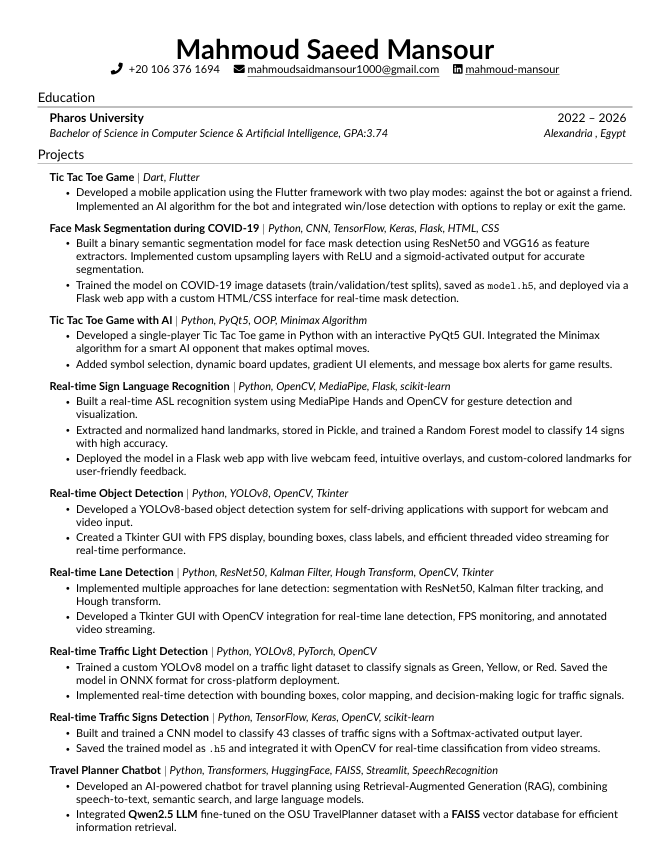 Mahmoud Saeed Mansour
+20 106 376 1694 mahmoudsaidmansour1000@gmail.com mahmoud-mansour
Education
Pharos University 2022 – 2026
Bachelor of Science in Computer Science & Artificial Intelligence, GPA:3.74 Alexandria , Egypt
Projects
Tic Tac Toe Game | Dart, Flutter
• Developed a mobile application using the Flutter framework with two play modes: against the bot or against a friend.
Implemented an AI algorithm for the bot and integrated win/lose detection with options to replay or exit the game.
Face Mask Segmentation during COVID-19 | Python, CNN, TensorFlow, Keras, Flask, HTML, CSS
• Built a binary semantic segmentation model for face mask detection using ResNet50 and VGG16 as feature
extractors. Implemented custom upsampling layers with ReLU and a sigmoid-activated output for accurate
segmentation.
• Trained the model on COVID-19 image datasets (train/validation/test splits), saved as model.h5, and deployed via a
Flask web app with a custom HTML/CSS interface for real-time mask detection.
Tic Tac Toe Game with AI | Python, PyQt5, OOP, Minimax Algorithm
• Developed a single-player Tic Tac Toe game in Python with an interactive PyQt5 GUI. Integrated the Minimax
algorithm for a smart AI opponent that makes optimal moves.
• Added symbol selection, dynamic board updates, gradient UI elements, and message box alerts for game results.
Real-time Sign Language Recognition | Python, OpenCV, MediaPipe, Flask, scikit-learn
• Built a real-time ASL recognition system using MediaPipe Hands and OpenCV for gesture detection and
visualization.
• Extracted and normalized hand landmarks, stored in Pickle, and trained a Random Forest model to classify 14 signs
with high accuracy.
• Deployed the model in a Flask web app with live webcam feed, intuitive overlays, and custom-colored landmarks for
user-friendly feedback.
Real-time Object Detection | Python, YOLOv8, OpenCV, Tkinter
• Developed a YOLOv8-based object detection system for self-driving applications with support for webcam and
video input.
• Created a Tkinter GUI with FPS display, bounding boxes, class labels, and efficient threaded video streaming for
real-time performance.
Real-time Lane Detection | Python, ResNet50, Kalman Filter, Hough Transform, OpenCV, Tkinter
• Implemented multiple approaches for lane detection: segmentation with ResNet50, Kalman filter tracking, and
Hough transform.
• Developed a Tkinter GUI with OpenCV integration for real-time lane detection, FPS monitoring, and annotated
video streaming.
Real-time Traffic Light Detection | Python, YOLOv8, PyTorch, OpenCV
• Trained a custom YOLOv8 model on a traffic light dataset to classify signals as Green, Yellow, or Red. Saved the
model in ONNX format for cross-platform deployment.
• Implemented real-time detection with bounding boxes, color mapping, and decision-making logic for traffic signals.
Real-time Traffic Signs Detection | Python, TensorFlow, Keras, OpenCV, scikit-learn
• Built and trained a CNN model to classify 43 classes of traffic signs with a Softmax-activated output layer.
• Saved the trained model as .h5 and integrated it with OpenCV for real-time classification from video streams.
Travel Planner Chatbot | Python, Transformers, HuggingFace, FAISS, Streamlit, SpeechRecognition
• Developed an AI-powered chatbot for travel planning using Retrieval-Augmented Generation (RAG), combining
speech-to-text, semantic search, and large language models.
• Integrated Qwen2.5 LLM fine-tuned on the OSU TravelPlanner dataset with a FAISS vector database for efficient
information retrieval.